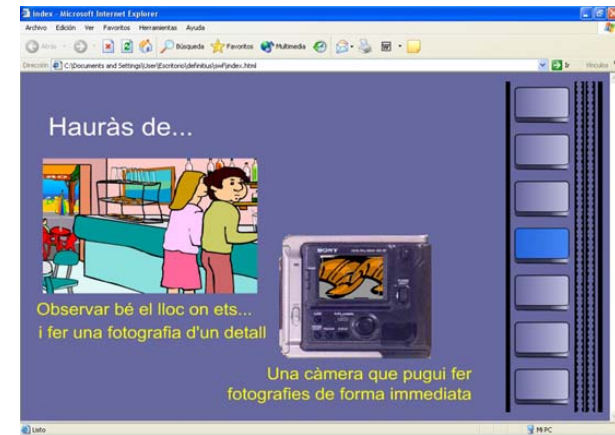 index - Microsoft Internet Explorer
Archivo Edición Ver Favoritos Herramientas Ayuda
Atrás Búsqueda Favoritos Multimedia
Dirección C:\Documents and Settings\User\Escritorio\definitius\swf\index.html Ir Vínculos
Hauràs de...
SONY
Observar bé el lloc on ets...
i fer una fotografia d'un detall
Una càmera que pugui fer
fotografies de forma immediata
Listo Mi PC